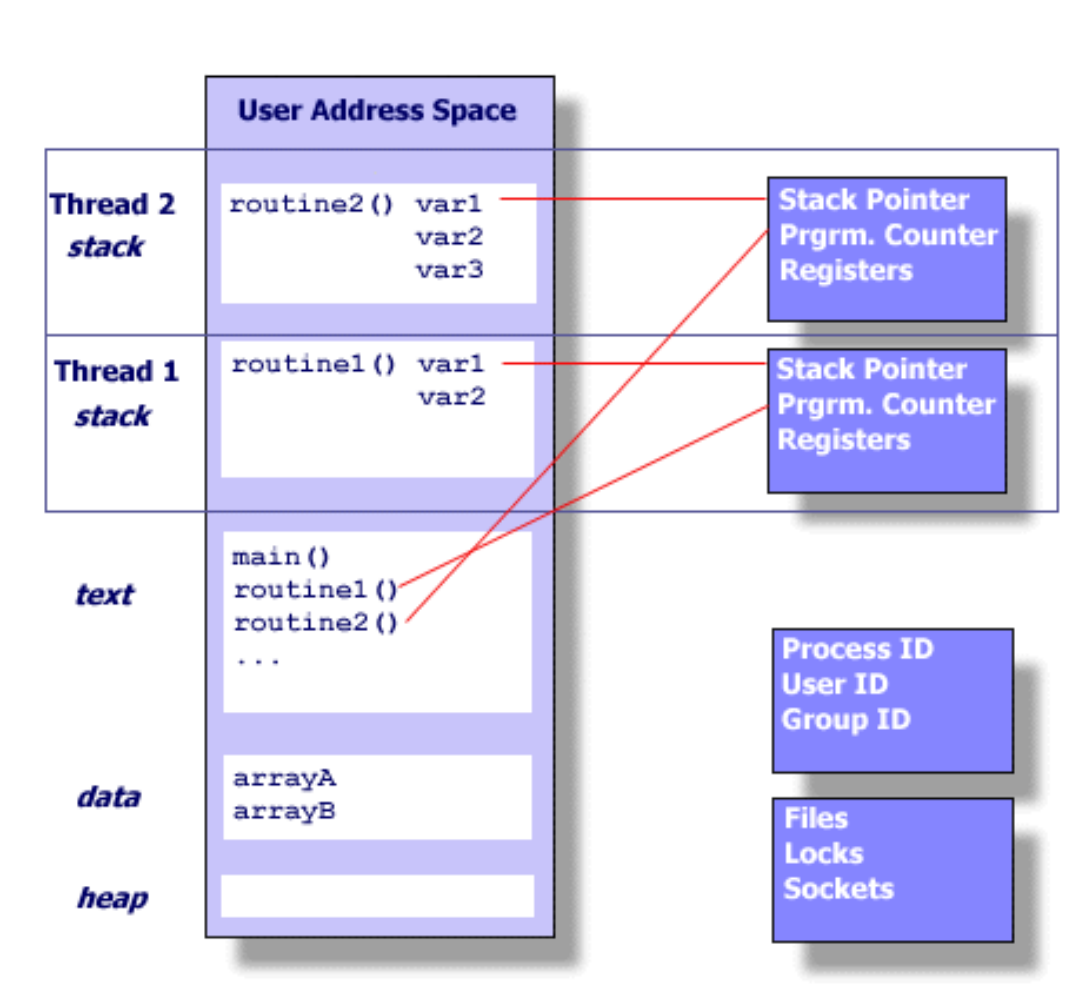 User Address Space
Thread 2
stack
routine2() var1
var2
var3
Stack Pointer
Prgrm. Counter
Registers
Thread 1
stack
routine1() var1
var2
Stack Pointer
Prgrm. Counter
Registers
text
main()
routine1()
routine2()
...
Process ID
User ID
Group ID
data
arrayA
arrayB
Files
Locks
Sockets
heap